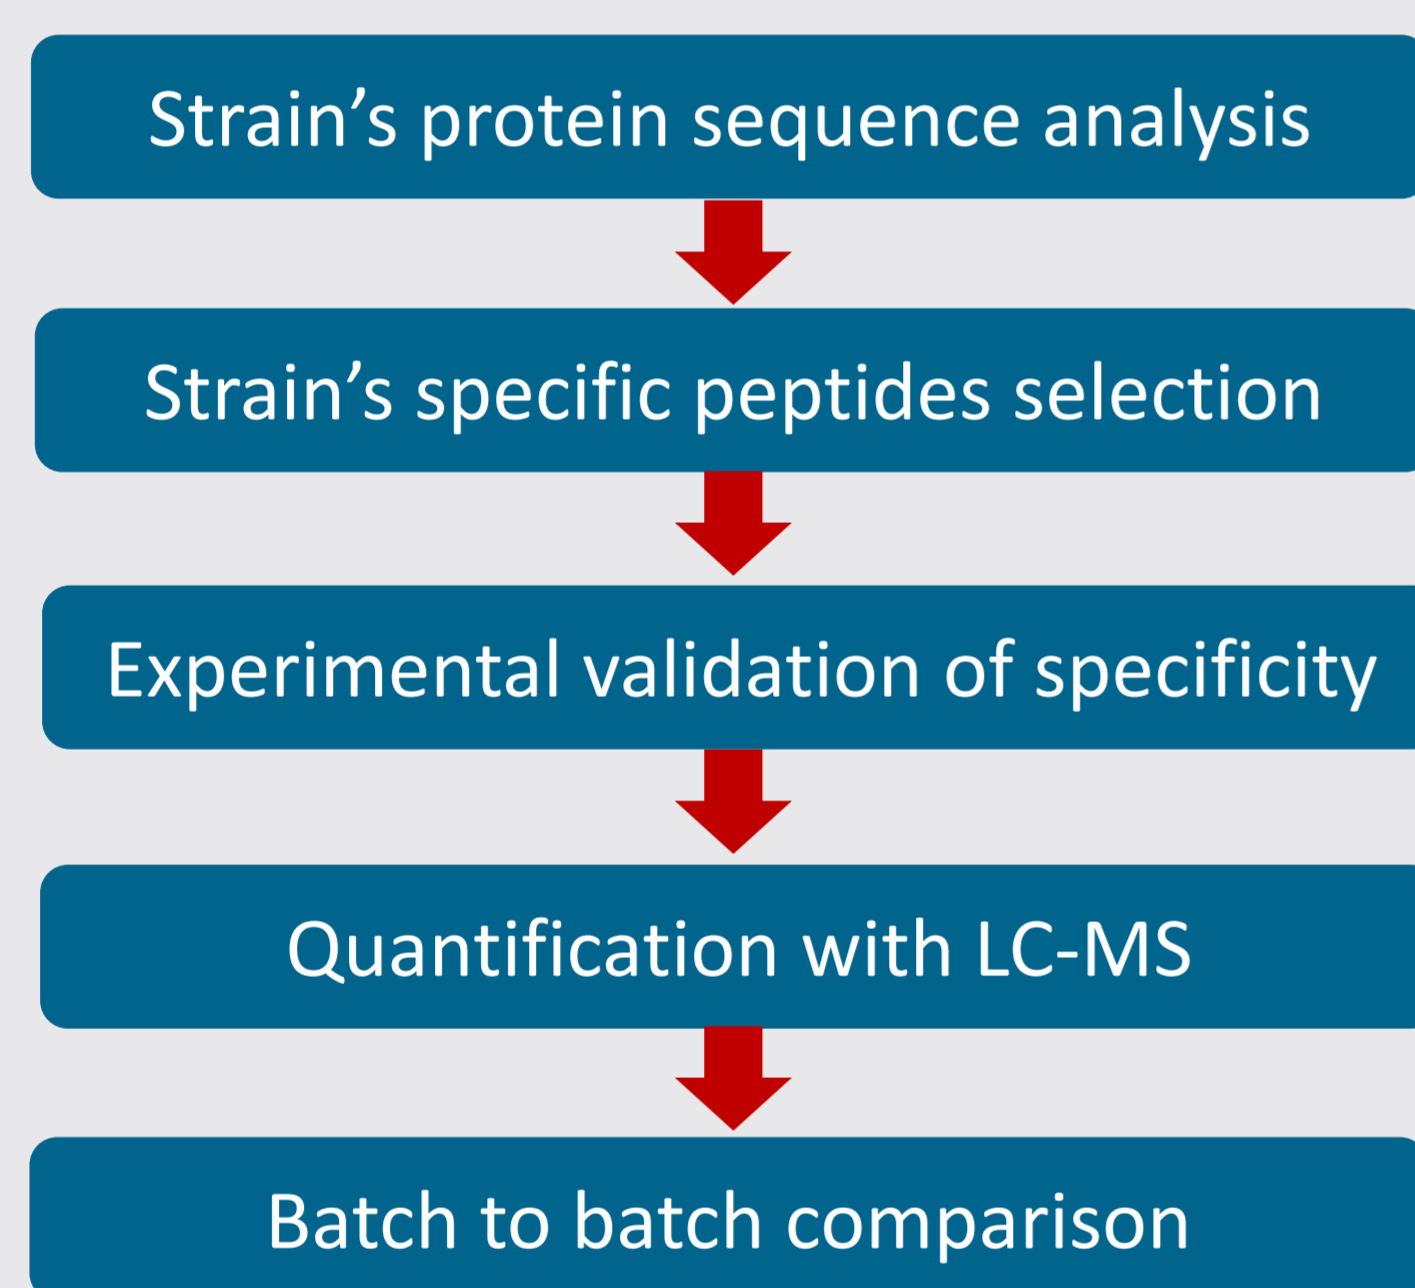 Strain’s protein sequence analysis
Strain’s specific peptides selection
Experimental validation of specificity
Quantification with LC-MS
Batch to batch comparison